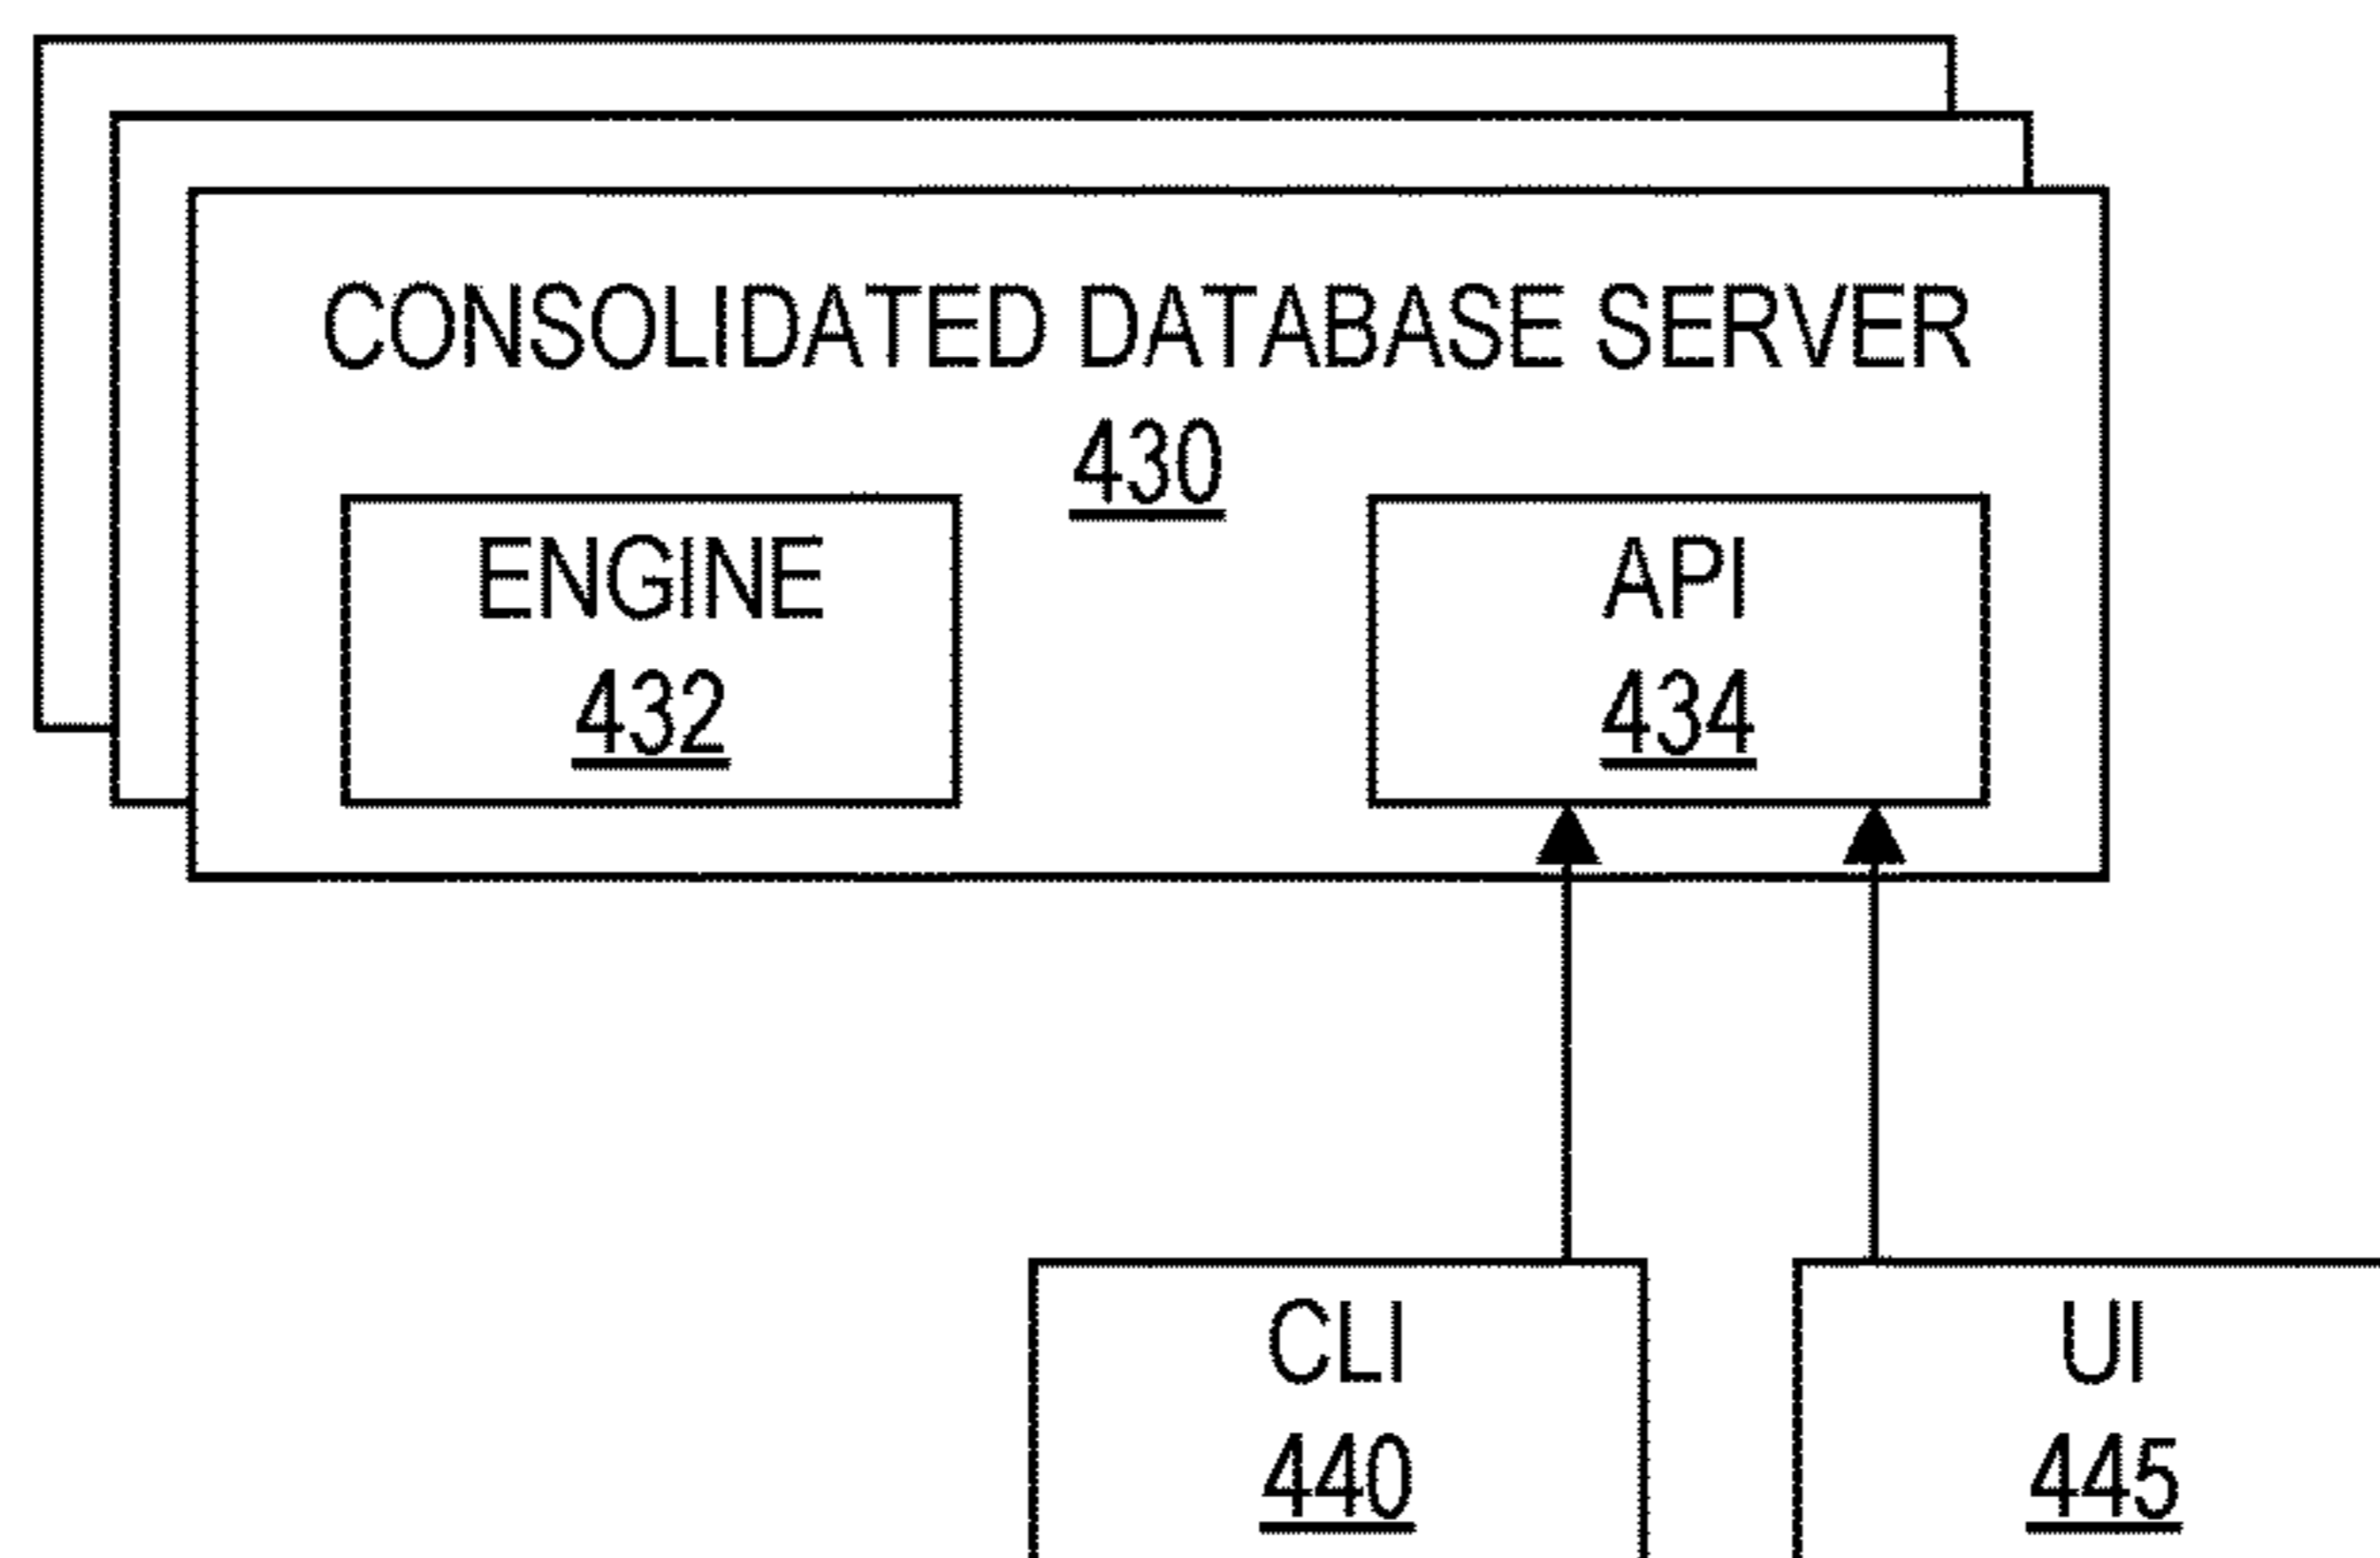 CONSOLIDATED DATABASE SERVER
430
ENGINE
432
API
434
CLI
440
UI
445